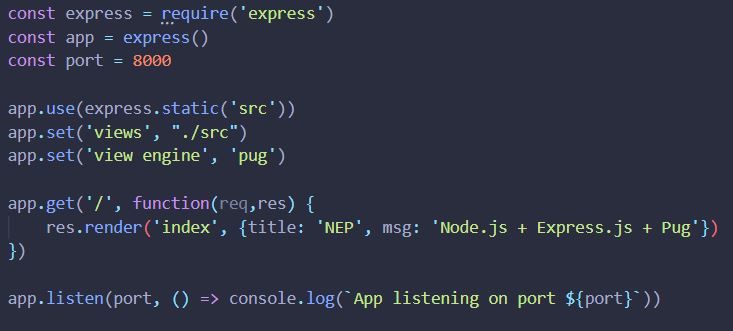 const express = require('express')
const app = express()
const port = 8000
app.use(express.static('src'))
app.set('views', "./src")
app.set('view engine', 'pug')
app.get('/', function(req,res) {
res.render('index', {title: 'NEP', msg: 'Node.js + Express.js + Pug'})
})
app.listen(port, () => console.log(`App listening on port ${port}`))